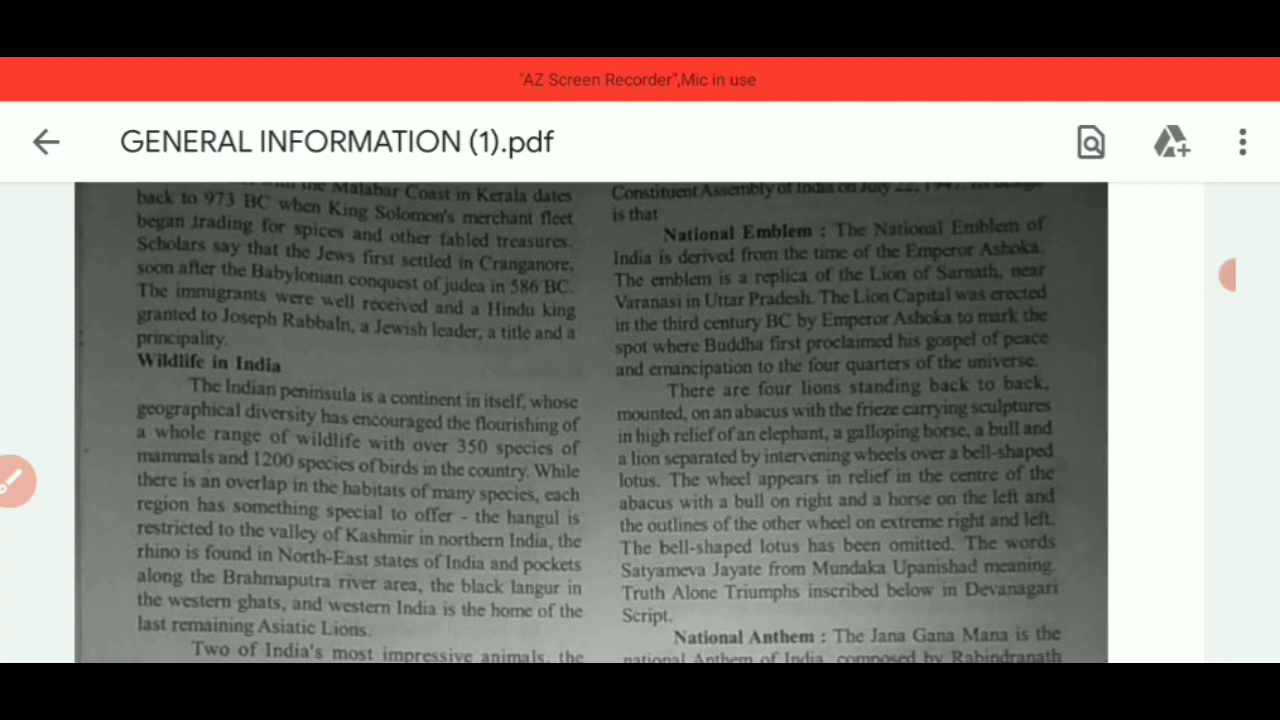 "AZ Screen Recorder",Mic in use
GENERAL INFORMATION (1).pdf
the Malabar Coast in Kerala dates
back to 973 BC when King Solomon's merchant fleet
began trading for spices and other fabled treasures.
Scholars say that the Jews first settled in Cranganore,
soon after the Babylonian conquest of judea in 586 BC.
The immigrants were well received and a Hindu king
granted to Joseph Rabbaln, a Jewish leader, a title and a
principality.
Wildlife in India
The Indian peninsula is a continent in itself, whose
geographical diversity has encouraged the flourishing of
a whole range of wildlife with over 350 species of
mammals and 1200 species of birds in the country. While
there is an overlap in the habitats of many species, each
region has something special to offer - the hangul is
restricted to the valley of Kashmir in northern India, the
rhino is found in North-East states of India and pockets
along the Brahmaputra river area, the black langur in
the western ghats, and western India is the home of the
last remaining Asiatic Lions.
Two of India's most impressive animals, the
Constituent Assembly of India on July 22,
is that
National Emblem : The National Emblem of
India is derived from the time of the Emperor Ashoka.
The emblem is a replica of the Lion of Sarnath, near
Varanasi in Uttar Pradesh. The Lion Capital was erected
in the third century BC by Emperor Ashoka to mark the
spot where Buddha first proclaimed his gospel of peace
and emancipation to the four quarters of the universe.
There are four lions standing back to back,
mounted, on an abacus with the frieze carrying sculptures
in high relief of an elephant, a galloping horse, a bull and
a lion separated by intervening wheels over a bell-shaped
lotus. The wheel appears in relief in the centre of the
abacus with a bull on right and a horse on the left and
the outlines of the other wheel on extreme right and left.
The bell-shaped lotus has been omitted. The words
Satyameva Jayate from Mundaka Upanishad meaning.
Truth Alone Triumphs inscribed below in Devanagari
Script.
National Anthem : The Jana Gana Mana is the
national Anthem of India, composed by Rabindranath